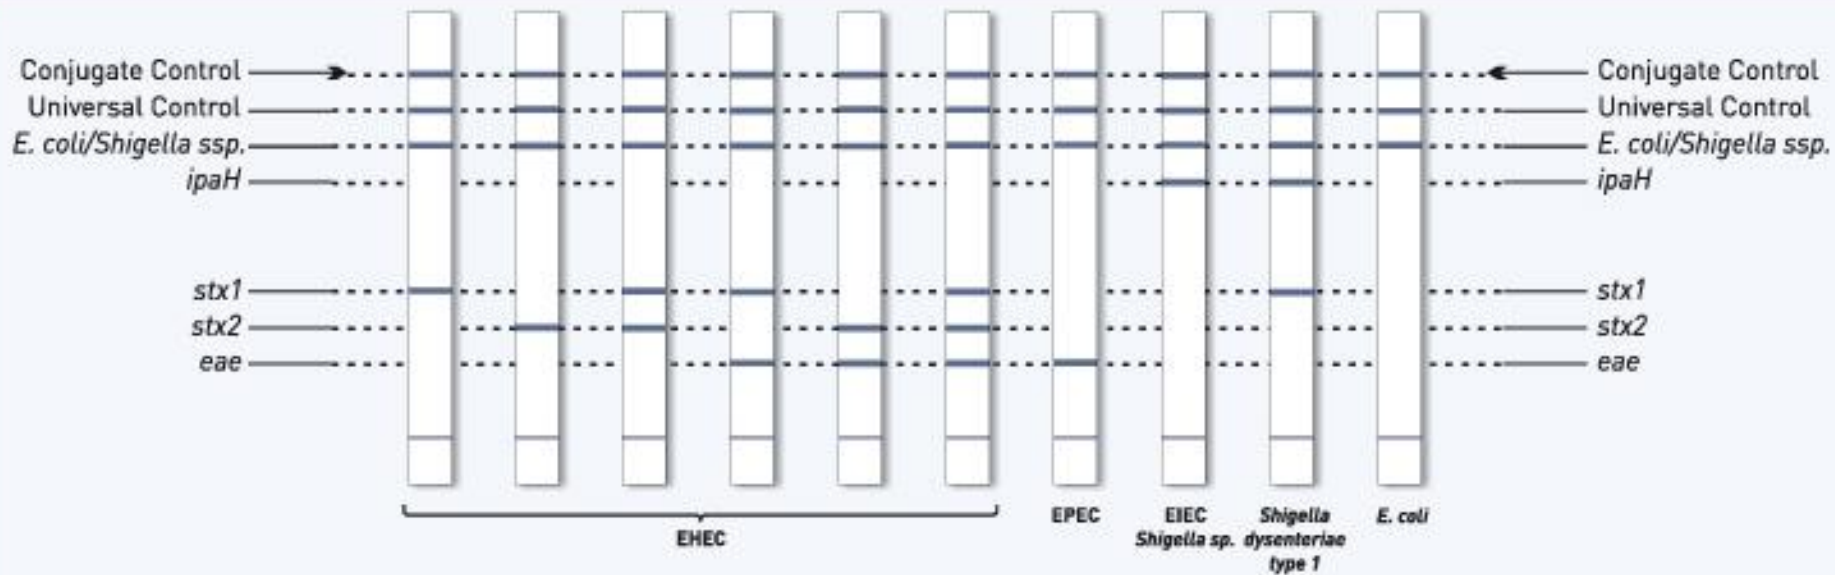 Conjugate Control
Universal Control
E. coli/Shigella ssp.
ipaH
stx1
stx2
eae
Conjugate Control
Universal Control
E. coli/Shigella ssp.
ipaH
stx1
stx2
eae
EHEC
EPEC
EIEC
Shigella sp.
Shigella
dysenteriae
type 1
E. coli